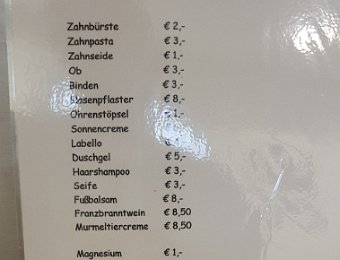 Zahnbürste € 2,-
Zahnpasta € 3,-
Zahnseide € 1,-
Ob € 3,-
Binden € 3,-
Blasenpflaster € 8,-
Ohrenstöpsel € 1,-
Sonnencreme €
Labello €
Duschgel € 5,-
Haarshampoo € 3,-
Seife € 3,-
Fußbalsam € 8,-
Franzbranntwein € 8,50
Murmeltiercreme € 8,50
Magnesium € 1,-